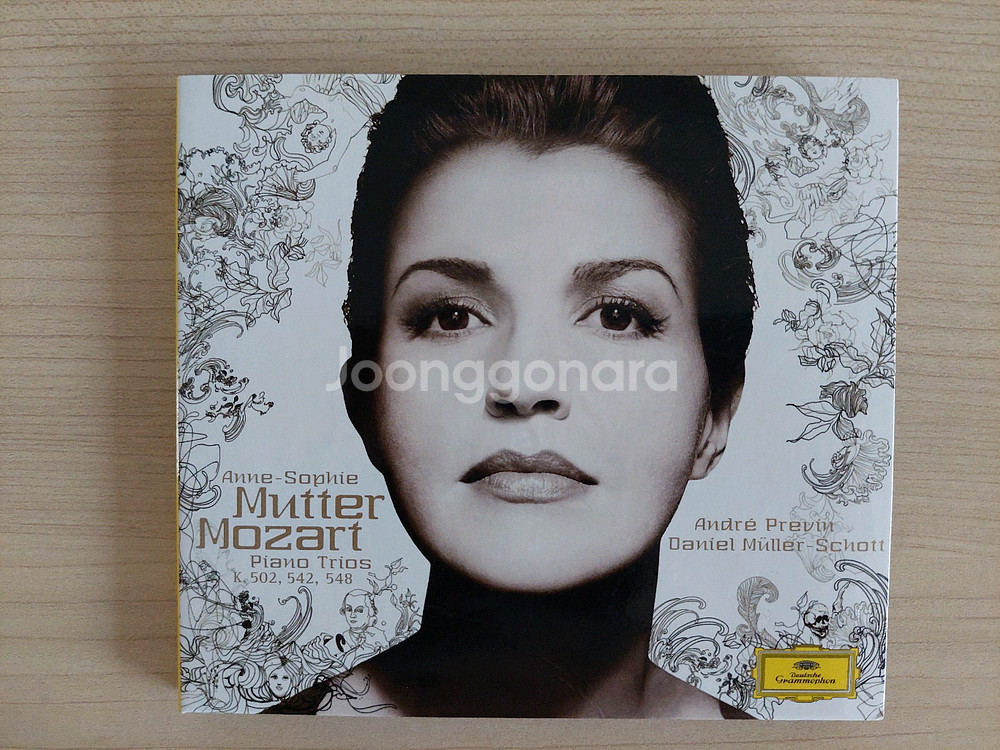 Joonggonara
Anne-Sophie
Mutter
Mozart
Piano Trios
K. 502, 542, 548
André Previn
Daniel Müller-Schott
Deutsche
Grammophon